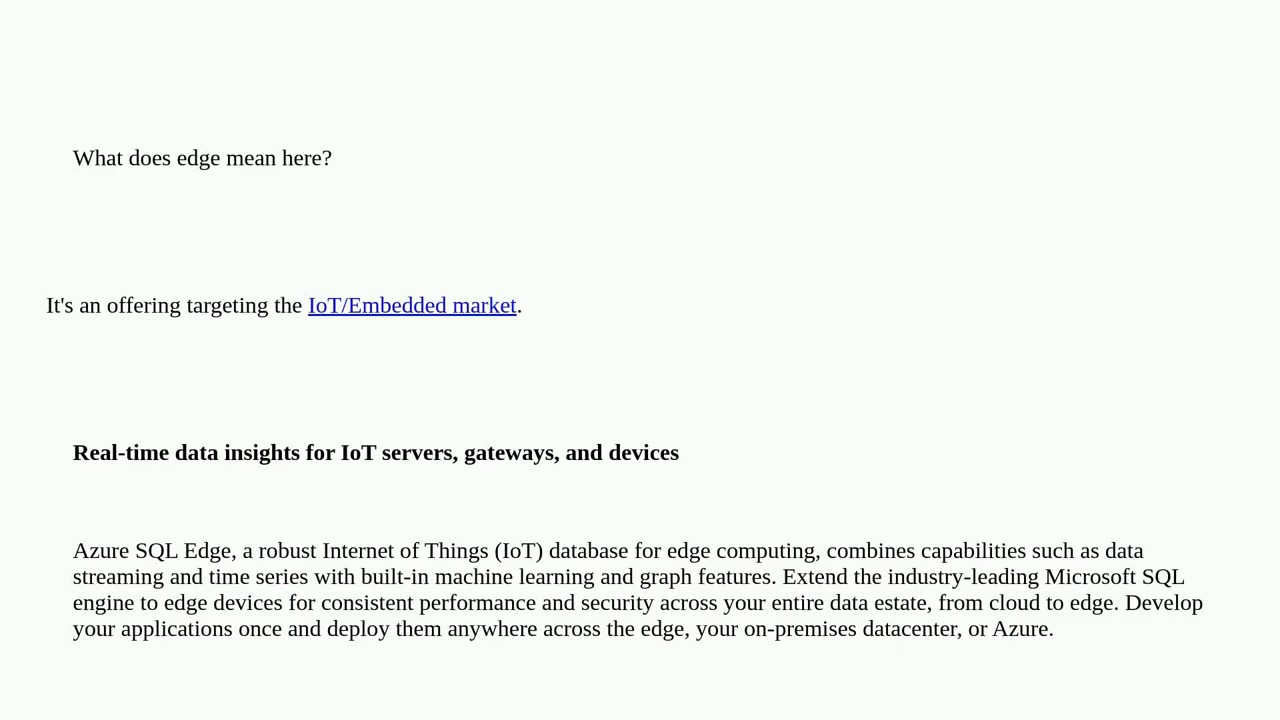 What does edge mean here?
It's an offering targeting the IoT/Embedded market.
Real-time data insights for IoT servers, gateways, and devices
Azure SQL Edge, a robust Internet of Things (IoT) database for edge computing, combines capabilities such as data
streaming and time series with built-in machine learning and graph features. Extend the industry-leading Microsoft SQL
engine to edge devices for consistent performance and security across your entire data estate, from cloud to edge. Develop
your applications once and deploy them anywhere across the edge, your on-premises datacenter, or Azure.